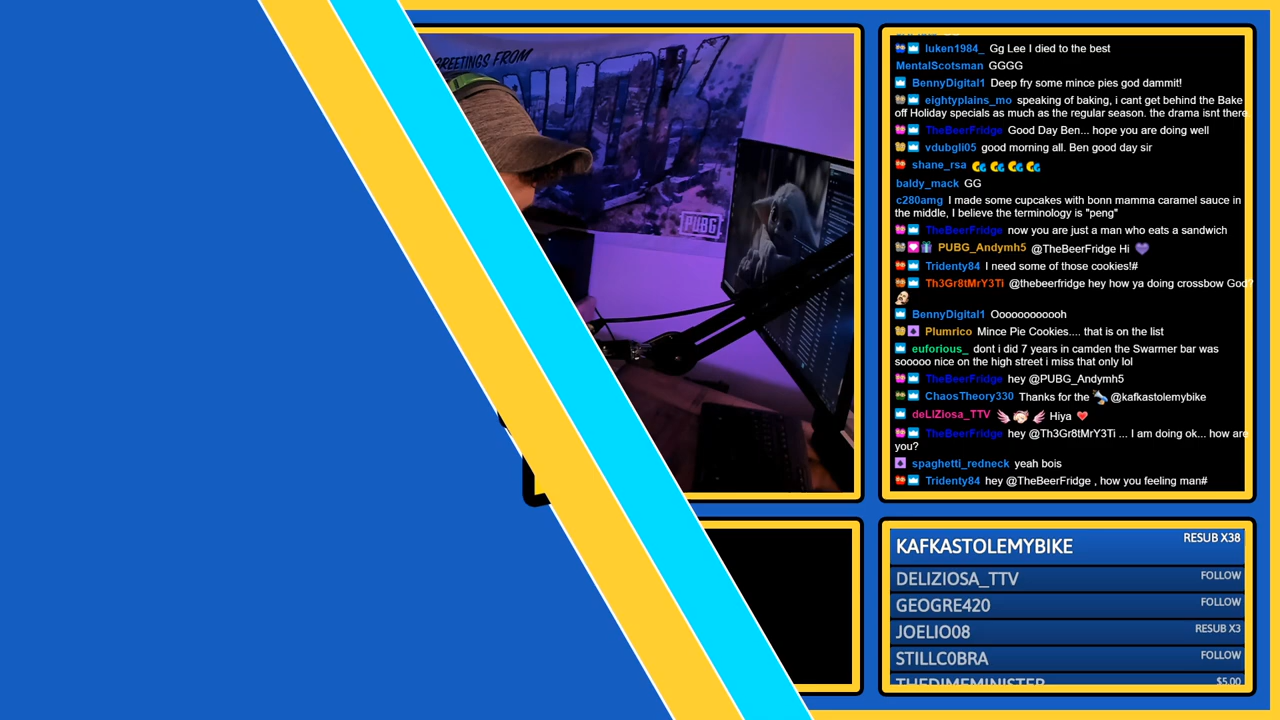 GREETINGS FROM
PUBG
luken1984_ Gg Lee I died to the best
MentalScotsman GGGG
BennyDigital1 Deep fry some mince pies god dammit!
eightyplains_mo speaking of baking, i cant get behind the Bake
off Holiday specials as much as the regular season. the drama isnt there
TheBeerFridge Good Day Ben... hope you are doing well
vdubgli05 good morning all. Ben good day sir
shane_rsa
baldy_mack GG
c280amg I made some cupcakes with bonn mamma caramel sauce in
the middle, I believe the terminology is "peng"
TheBeerFridge now you are just a man who eats a sandwich
PUBG_Andymh5 @TheBeerFridge Hi
Tridenty84 I need some of those cookies!#
Th3Gr8tMrY3Ti @thebeerfridge hey how ya doing crossbow God?
BennyDigital1 Ooooooooooooh
Plumrico Mince Pie Cookies.... that is on the list
euforious_ dont i did 7 years in camden the Swarmer bar was
sooooo nice on the high street i miss that only lol
TheBeerFridge hey @PUBG_Andymh5
ChaosTheory330 Thanks for the @kafkastolemybike
deLIZiosa_TTV Hiya
TheBeerFridge hey @Th3Gr8tMrY3Ti ... I am doing ok... how are
you?
spaghetti_redneck yeah bois
Tridenty84 hey @TheBeerFridge , how you feeling man#
KAFKASTOLEMYBIKE RESUB X38
DELIZIOSA_TTV FOLLOW
GEOGRE420 FOLLOW
JOELIO08 RESUB X3
STILLC0BRA FOLLOW
THEDIMEMINISTER $5.00